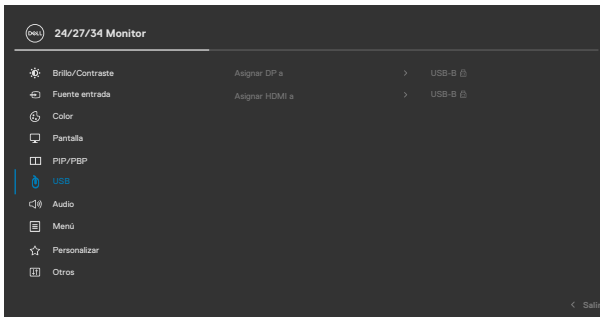 DELL 24/27/34 Monitor
Brillo/Contraste Asignar DP a > USB-B
Fuente entrada Asignar HDMI a > USB-B
Color
Pantalla
PIP/PBP
USB
Audio
Menú
Personalizar
Otros
< Salir